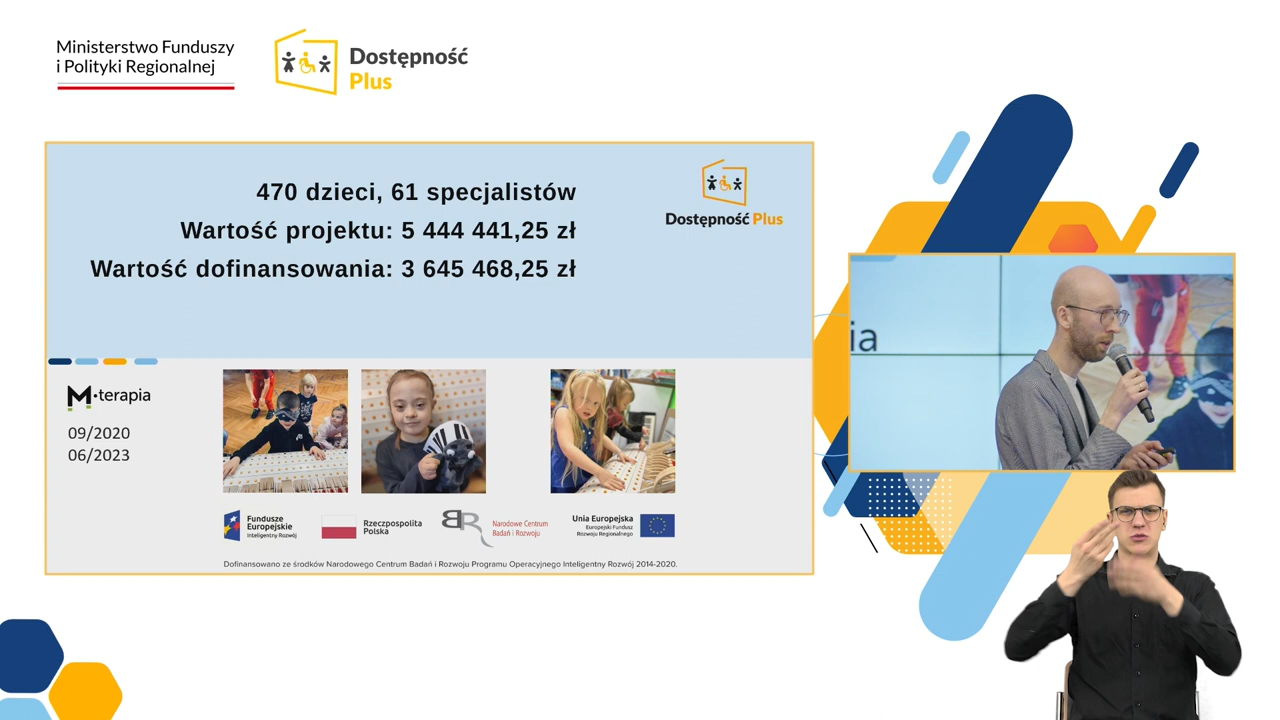 Ministerstwo Funduszy
i Polityki Regionalnej
Dostępność
Plus
470 dzieci, 61 specjalistów
Wartość projektu: 5 444 441,25 zł
Wartość dofinansowania: 3 645 468,25 zł
Dostępność Plus
M·terapia
09/2020
06/2023
Fundusze
Europejskie
Inteligentny Rozwój
Rzeczpospolita
Polska
BR
Narodowe Centrum
Badań i Rozwoju
Unia Europejska
Europejski Fundusz
Rozwoju Regionalnego
Dofinansowano ze środków Narodowego Centrum Badań i Rozwoju Programu Operacyjnego Inteligentny Rozwój 2014-2020.
ia